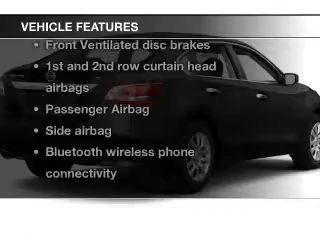 VEHICLE FEATURES
• Front Ventilated disc brakes
• 1st and 2nd row curtain head
airbags
• Passenger Airbag
• Side airbag
• Bluetooth wireless phone
connectivity